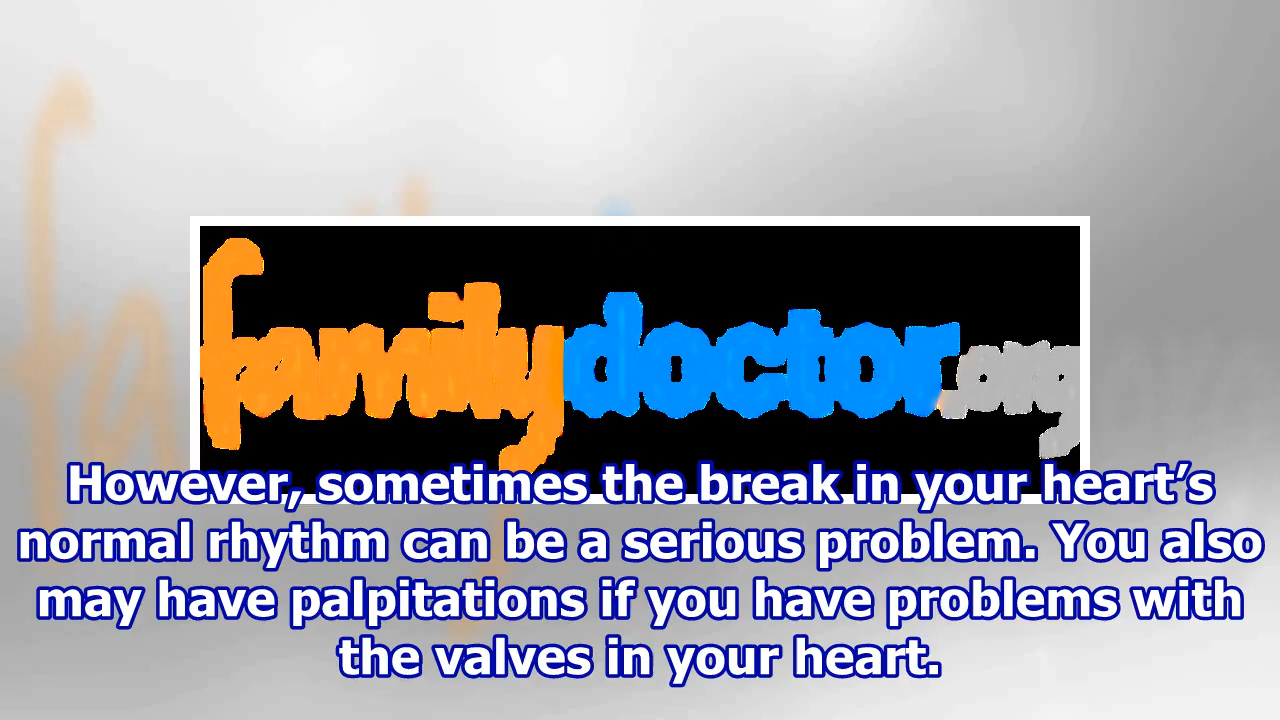 familydoctor.org
However, sometimes the break in your heart’s
normal rhythm can be a serious problem. You also
may have palpitations if you have problems with
the valves in your heart.